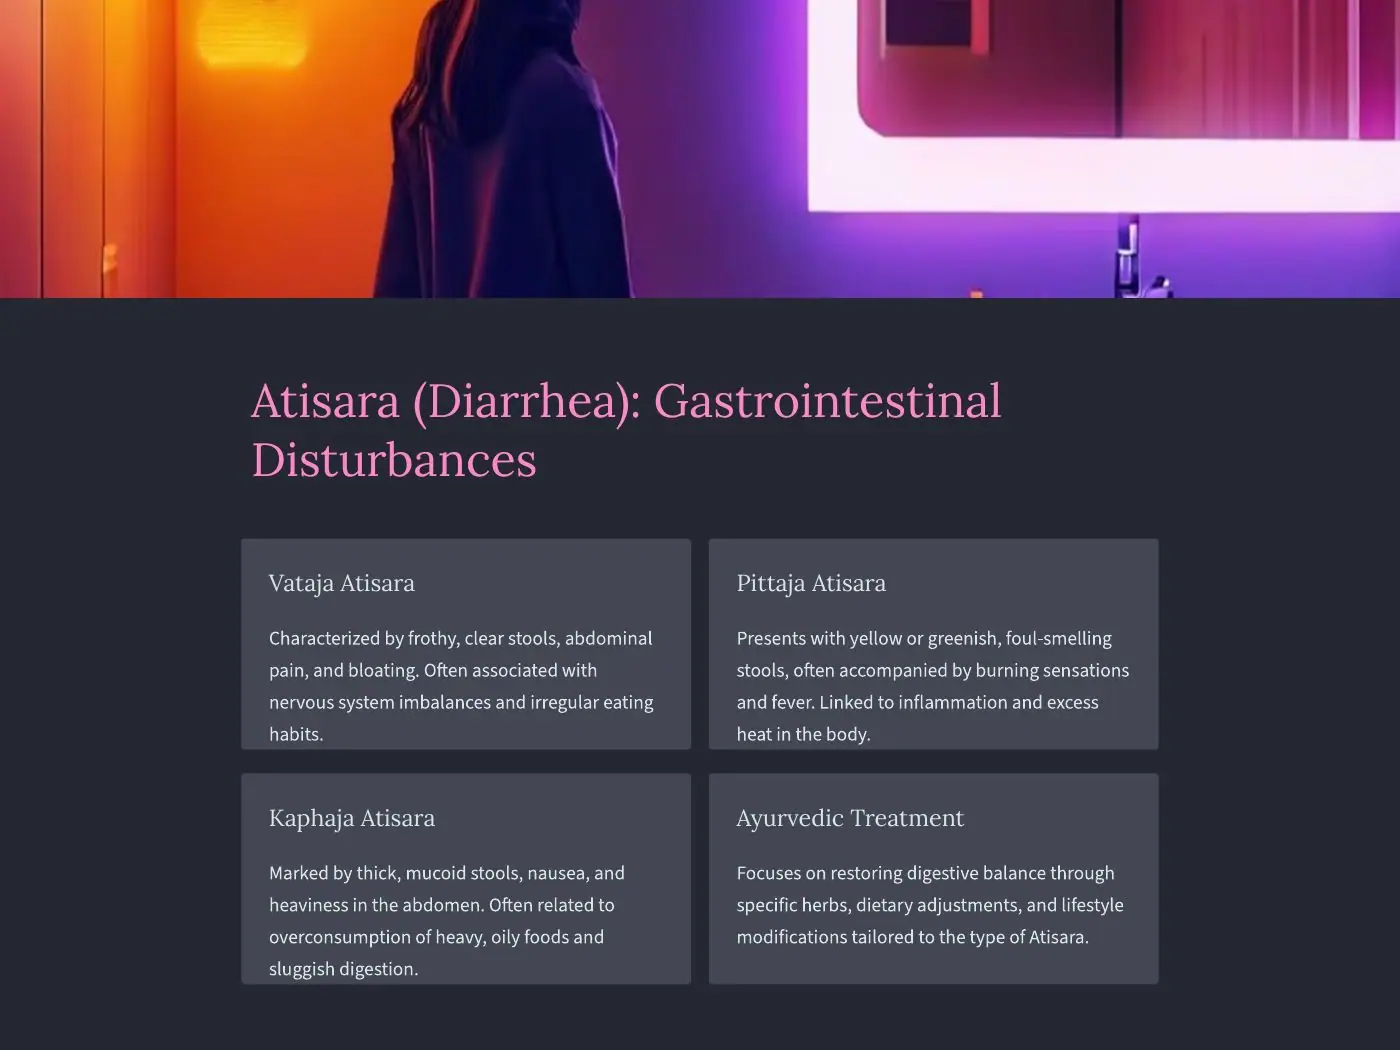 Atisara (Diarrhea): Gastrointestinal
Disturbances
Vataja Atisara
Characterized by frothy, clear stools, abdominal
pain, and bloating. Often associated with
nervous system imbalances and irregular eating
habits.
Pittaja Atisara
Presents with yellow or greenish, foul-smelling
stools, often accompanied by burning sensations
and fever. Linked to inflammation and excess
heat in the body.
Kaphaja Atisara
Marked by thick, mucoid stools, nausea, and
heaviness in the abdomen. Often related to
overconsumption of heavy, oily foods and
sluggish digestion.
Ayurvedic Treatment
Focuses on restoring digestive balance through
specific herbs, dietary adjustments, and lifestyle
modifications tailored to the type of Atisara.